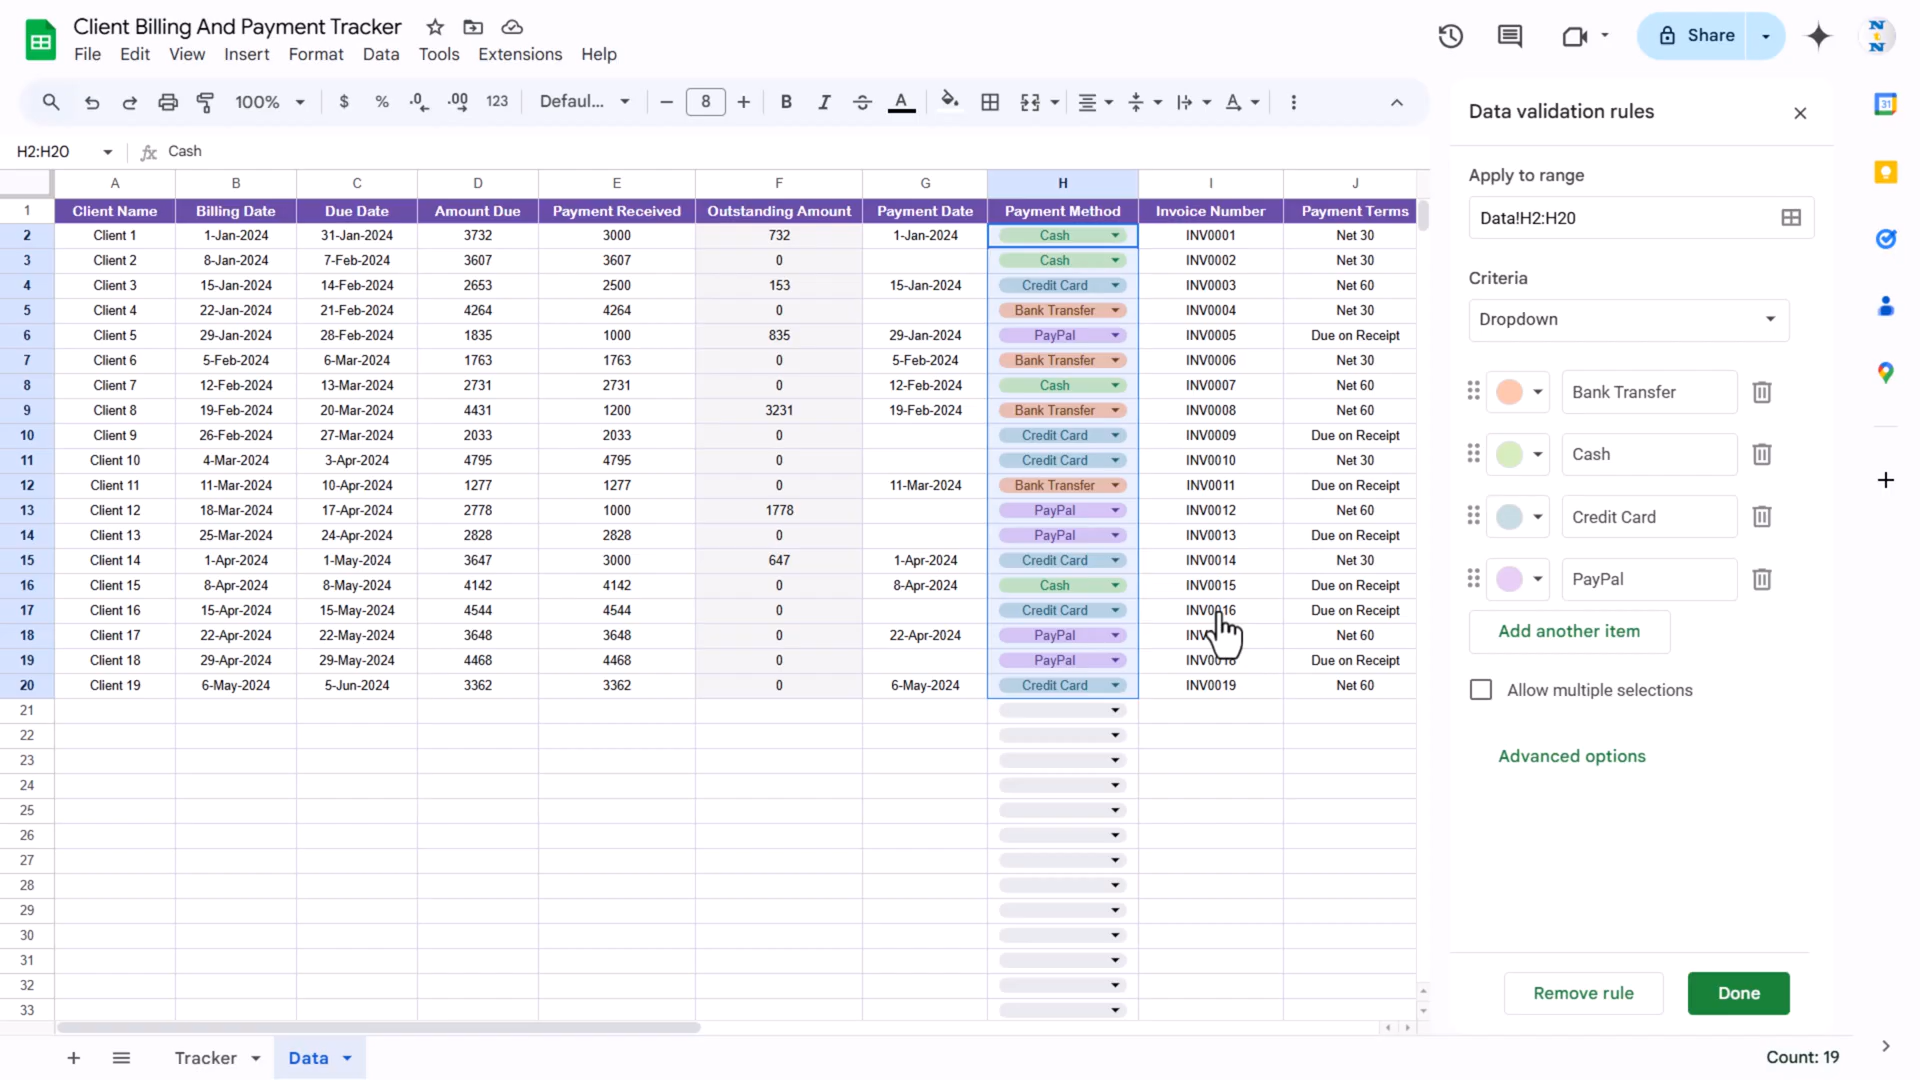 Client Billing And Payment Tracker
File Edit View Insert Format Data Tools Extensions Help
Share
100% $ % .0 .00 123 Defaul... 8 B I A A
H2:H20 fx Cash
A B C D E F G H I J
1 Client Name Billing Date Due Date Amount Due Payment Received Outstanding Amount Payment Date Payment Method Invoice Number Payment Terms
2 Client 1 1-Jan-2024 31-Jan-2024 3732 3000 732 1-Jan-2024 Cash INV0001 Net 30
3 Client 2 8-Jan-2024 7-Feb-2024 3607 3607 0 Cash INV0002 Net 30
4 Client 3 15-Jan-2024 14-Feb-2024 2653 2500 153 15-Jan-2024 Credit Card INV0003 Net 60
5 Client 4 22-Jan-2024 21-Feb-2024 4264 4264 0 Bank Transfer INV0004 Net 30
6 Client 5 29-Jan-2024 28-Feb-2024 1835 1000 835 29-Jan-2024 PayPal INV0005 Due on Receipt
7 Client 6 5-Feb-2024 6-Mar-2024 1763 1763 0 5-Feb-2024 Bank Transfer INV0006 Net 30
8 Client 7 12-Feb-2024 13-Mar-2024 2731 2731 0 12-Feb-2024 Cash INV0007 Net 60
9 Client 8 19-Feb-2024 20-Mar-2024 4431 1200 3231 19-Feb-2024 Bank Transfer INV0008 Net 60
10 Client 9 26-Feb-2024 27-Mar-2024 2033 2033 0 Credit Card INV0009 Due on Receipt
11 Client 10 4-Mar-2024 3-Apr-2024 4795 4795 0 Credit Card INV0010 Net 30
12 Client 11 11-Mar-2024 10-Apr-2024 1277 1277 0 11-Mar-2024 Bank Transfer INV0011 Due on Receipt
13 Client 12 18-Mar-2024 17-Apr-2024 2778 1000 1778 PayPal INV0012 Net 60
14 Client 13 25-Mar-2024 24-Apr-2024 2828 2828 0 PayPal INV0013 Due on Receipt
15 Client 14 1-Apr-2024 1-May-2024 3647 3000 647 1-Apr-2024 Credit Card INV0014 Net 30
16 Client 15 8-Apr-2024 8-May-2024 4142 4142 0 8-Apr-2024 Cash INV0015 Due on Receipt
17 Client 16 15-Apr-2024 15-May-2024 4544 4544 0 Credit Card INV0016 Due on Receipt
18 Client 17 22-Apr-2024 22-May-2024 3648 3648 0 22-Apr-2024 PayPal Net 60
19 Client 18 29-Apr-2024 29-May-2024 4468 4468 0 PayPal INV0018 Due on Receipt
20 Client 19 6-May-2024 5-Jun-2024 3362 3362 0 6-May-2024 Credit Card INV0019 Net 60
21
22
23
24
25
26
27
28
29
30
31
32
33
Tracker Data
Count: 19
Data validation rules
Apply to range
Data!H2:H20
Criteria
Dropdown
Bank Transfer
Cash
Credit Card
PayPal
Add another item
Allow multiple selections
Advanced options
Remove rule Done
31